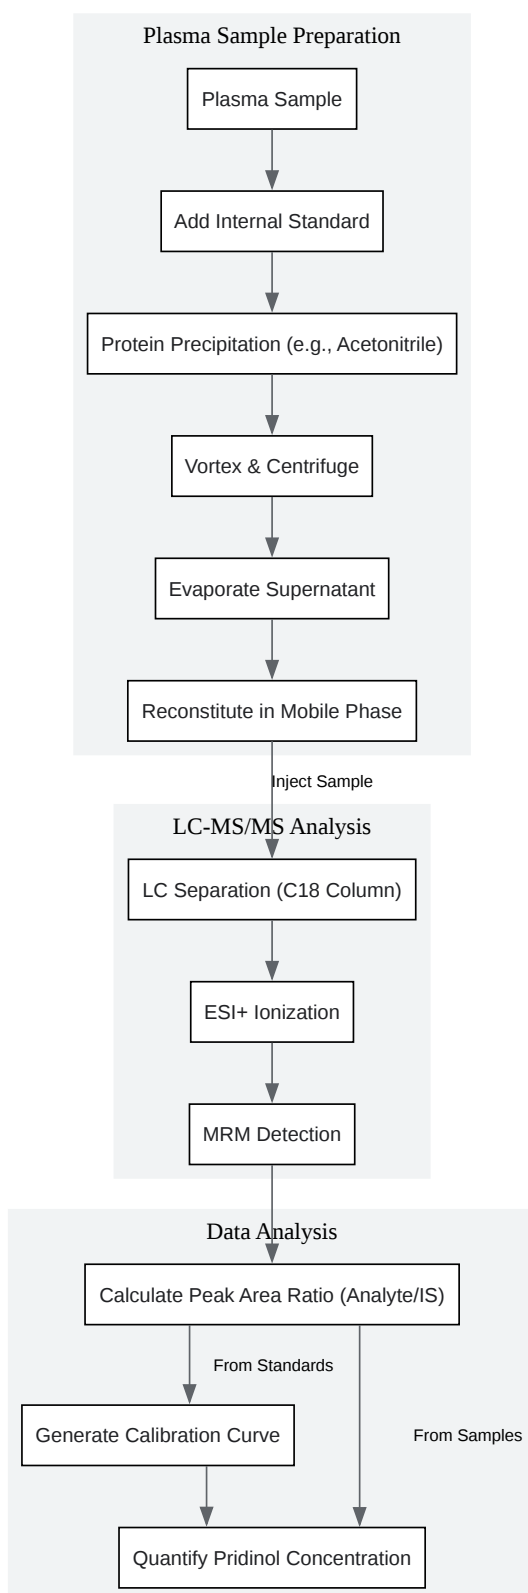 Plasma Sample Preparation
Plasma Sample
Add Internal Standard
Protein Precipitation (e.g., Acetonitrile)
Vortex & Centrifuge
Evaporate Supernatant
Reconstitute in Mobile Phase
Inject Sample
LC-MS/MS Analysis
LC Separation (C18 Column)
ESI+ Ionization
MRM Detection
Data Analysis
Calculate Peak Area Ratio (Analyte/IS)
From Standards
Generate Calibration Curve
From Samples
Quantify Pridinol Concentration